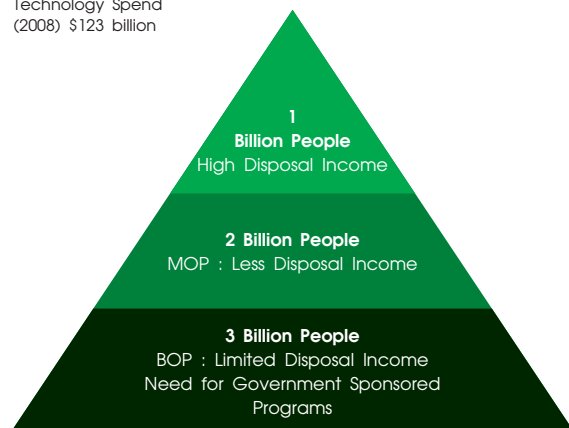 Technology Spend
(2008) $123 billion
1
Billion People
High Disposal Income
2 Billion People
MOP : Less Disposal Income
3 Billion People
BOP : Limited Disposal Income
Need for Government Sponsored
Programs